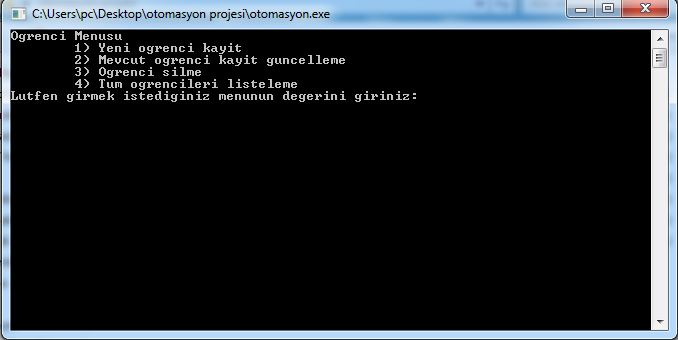 C:\Users\pc\Desktop\otomasyon projesi\otomasyon.exe
Ogrenci Menusu
1) Yeni ogrenci kayit
2) Mevcut ogrenci kayit guncelleme
3) Ogrenci silme
4) Tum ogrencileri listeleme
Lutfen girmek istediginiz menunun degerini giriniz: